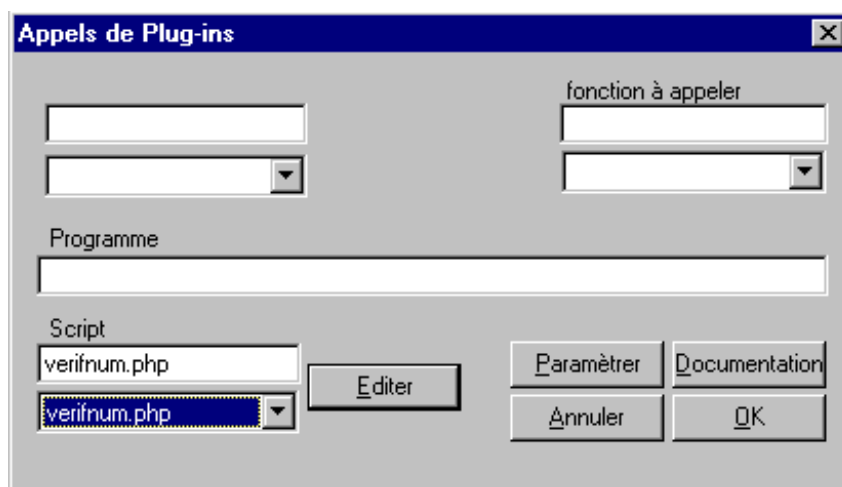 Appels de Plug-ins
fonction à appeler
Programme
Script
verifnum.php
verifnum.php
Editer
Paramètrer
Documentation
Annuler
OK